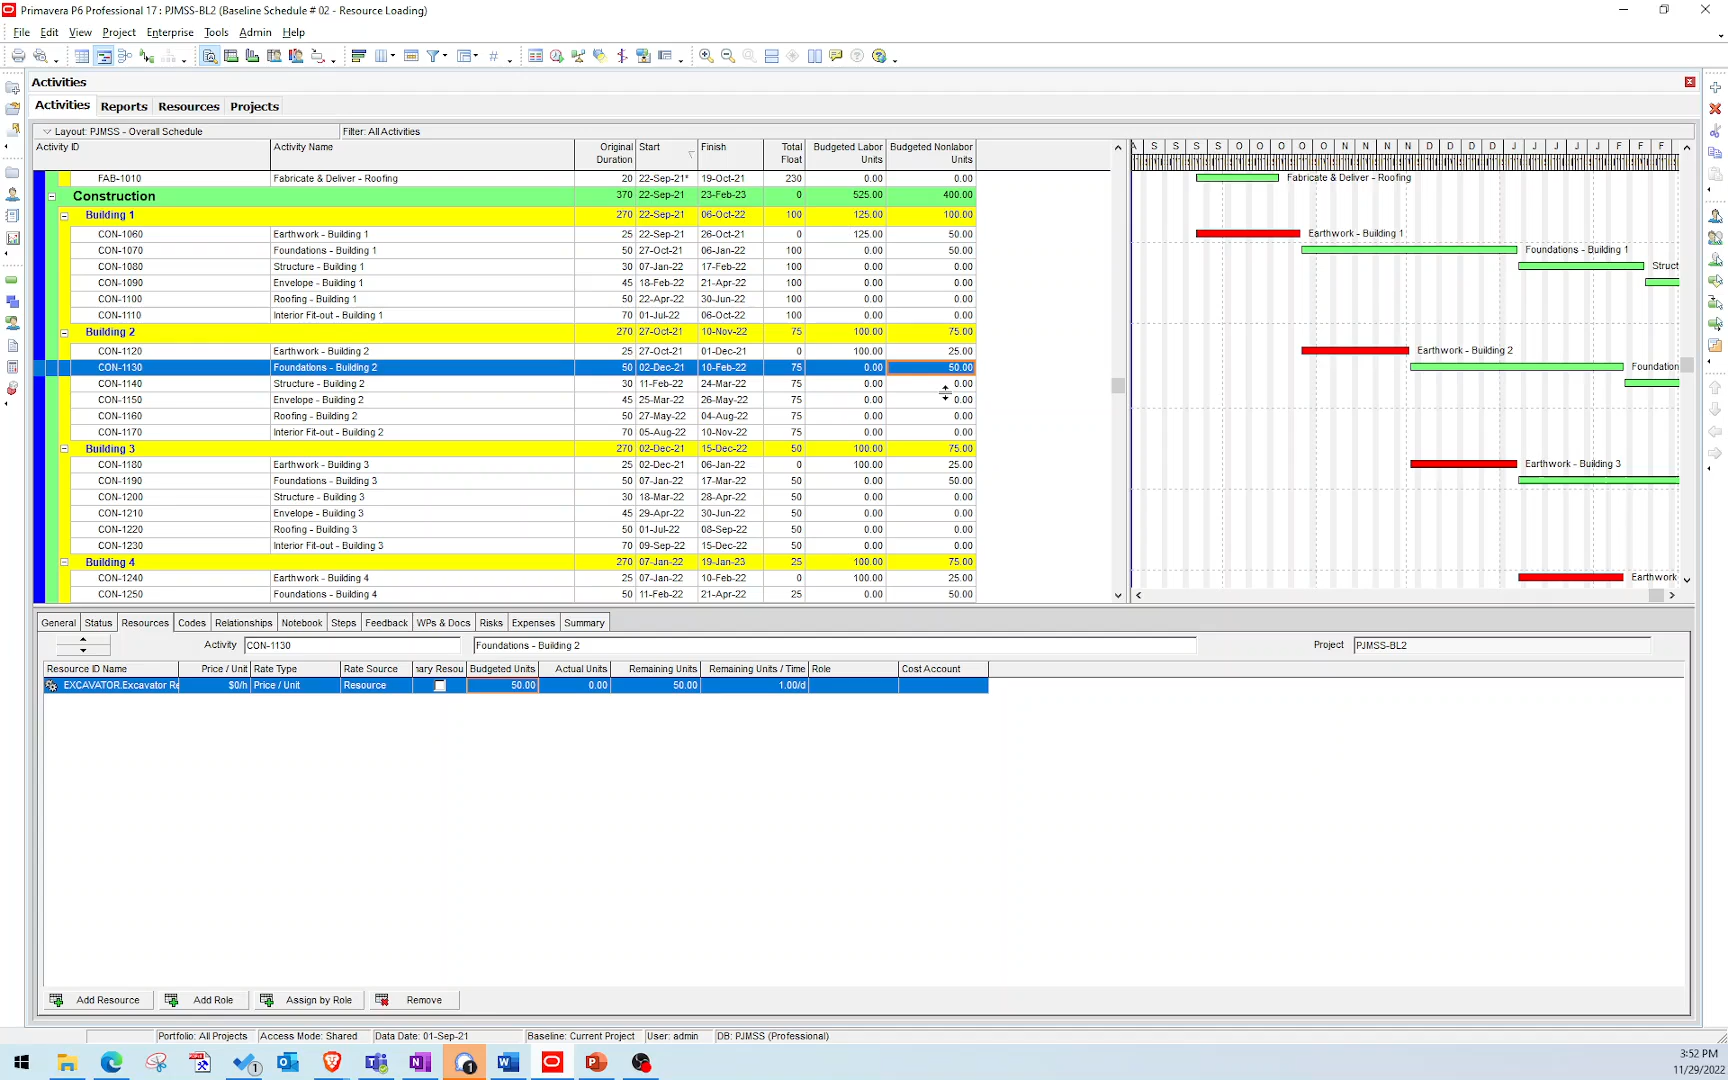 Primavera P6 Professional 17 : PJMSS-BL2 (Baseline Schedule # 02 - Resource Loading)
File Edit View Project Enterprise Tools Admin Help
Activities
Activities Reports Resources Projects
Layout: PJMSS - Overall Schedule Filter: All Activities
Activity ID Activity Name Original Duration Start Finish Total Float Budgeted Labor Units Budgeted Nonlabor Units
S S O O O O N N N N D D D D J J J J J F F F
FAB-1010 Fabricate & Deliver - Roofing 20 22-Sep-21* 19-Oct-21 230 0.00 0.00 Fabricate & Deliver - Roofing
Construction 370 22-Sep-21 23-Feb-23 0 525.00 400.00
Building 1 270 22-Sep-21 06-Oct-22 100 125.00 100.00
CON-1060 Earthwork - Building 1 25 22-Sep-21 26-Oct-21 0 125.00 50.00 Earthwork - Building 1
CON-1070 Foundations - Building 1 50 27-Oct-21 06-Jan-22 100 0.00 50.00 Foundations - Building 1
CON-1080 Structure - Building 1 30 07-Jan-22 17-Feb-22 100 0.00 0.00 Struct
CON-1090 Envelope - Building 1 45 18-Feb-22 21-Apr-22 100 0.00 0.00
CON-1100 Roofing - Building 1 50 22-Apr-22 30-Jun-22 100 0.00 0.00
CON-1110 Interior Fit-out - Building 1 70 01-Jul-22 06-Oct-22 100 0.00 0.00
Building 2 270 27-Oct-21 10-Nov-22 75 100.00 75.00
CON-1120 Earthwork - Building 2 25 27-Oct-21 01-Dec-21 0 100.00 25.00 Earthwork - Building 2
CON-1130 Foundations - Building 2 50 02-Dec-21 10-Feb-22 75 0.00 50.00 Foundation
CON-1140 Structure - Building 2 30 11-Feb-22 24-Mar-22 75 0.00 0.00
CON-1150 Envelope - Building 2 45 25-Mar-22 26-May-22 75 0.00 0.00
CON-1160 Roofing - Building 2 50 27-May-22 04-Aug-22 75 0.00 0.00
CON-1170 Interior Fit-out - Building 2 70 05-Aug-22 10-Nov-22 75 0.00 0.00
Building 3 270 02-Dec-21 15-Dec-22 50 100.00 75.00
CON-1180 Earthwork - Building 3 25 02-Dec-21 06-Jan-22 0 100.00 25.00 Earthwork - Building 3
CON-1190 Foundations - Building 3 50 07-Jan-22 17-Mar-22 50 0.00 50.00
CON-1200 Structure - Building 3 30 18-Mar-22 28-Apr-22 50 0.00 0.00
CON-1210 Envelope - Building 3 45 29-Apr-22 30-Jun-22 50 0.00 0.00
CON-1220 Roofing - Building 3 50 01-Jul-22 08-Sep-22 50 0.00 0.00
CON-1230 Interior Fit-out - Building 3 70 09-Sep-22 15-Dec-22 50 0.00 0.00
Building 4 270 07-Jan-22 19-Jan-23 25 100.00 75.00
CON-1240 Earthwork - Building 4 25 07-Jan-22 10-Feb-22 0 100.00 25.00 Earthwork
CON-1250 Foundations - Building 4 50 11-Feb-22 21-Apr-22 25 0.00 50.00
General Status Resources Codes Relationships Notebook Steps Feedback WPs & Docs Risks Expenses Summary
Activity CON-1130 Foundations - Building 2 Project PJMSS-BL2
Resource ID Name Price / Unit Rate Type Rate Source ary Resou Budgeted Units Actual Units Remaining Units Remaining Units / Time Role Cost Account
EXCAVATOR.Excavator Re $0/h Price / Unit Resource 50.00 0.00 50.00 1.00/d
Add Resource Add Role Assign by Role Remove
Portfolio: All Projects Access Mode: Shared Data Date: 01-Sep-21 Baseline: Current Project User: admin DB: PJMSS (Professional)
3:52 PM
11/29/2022